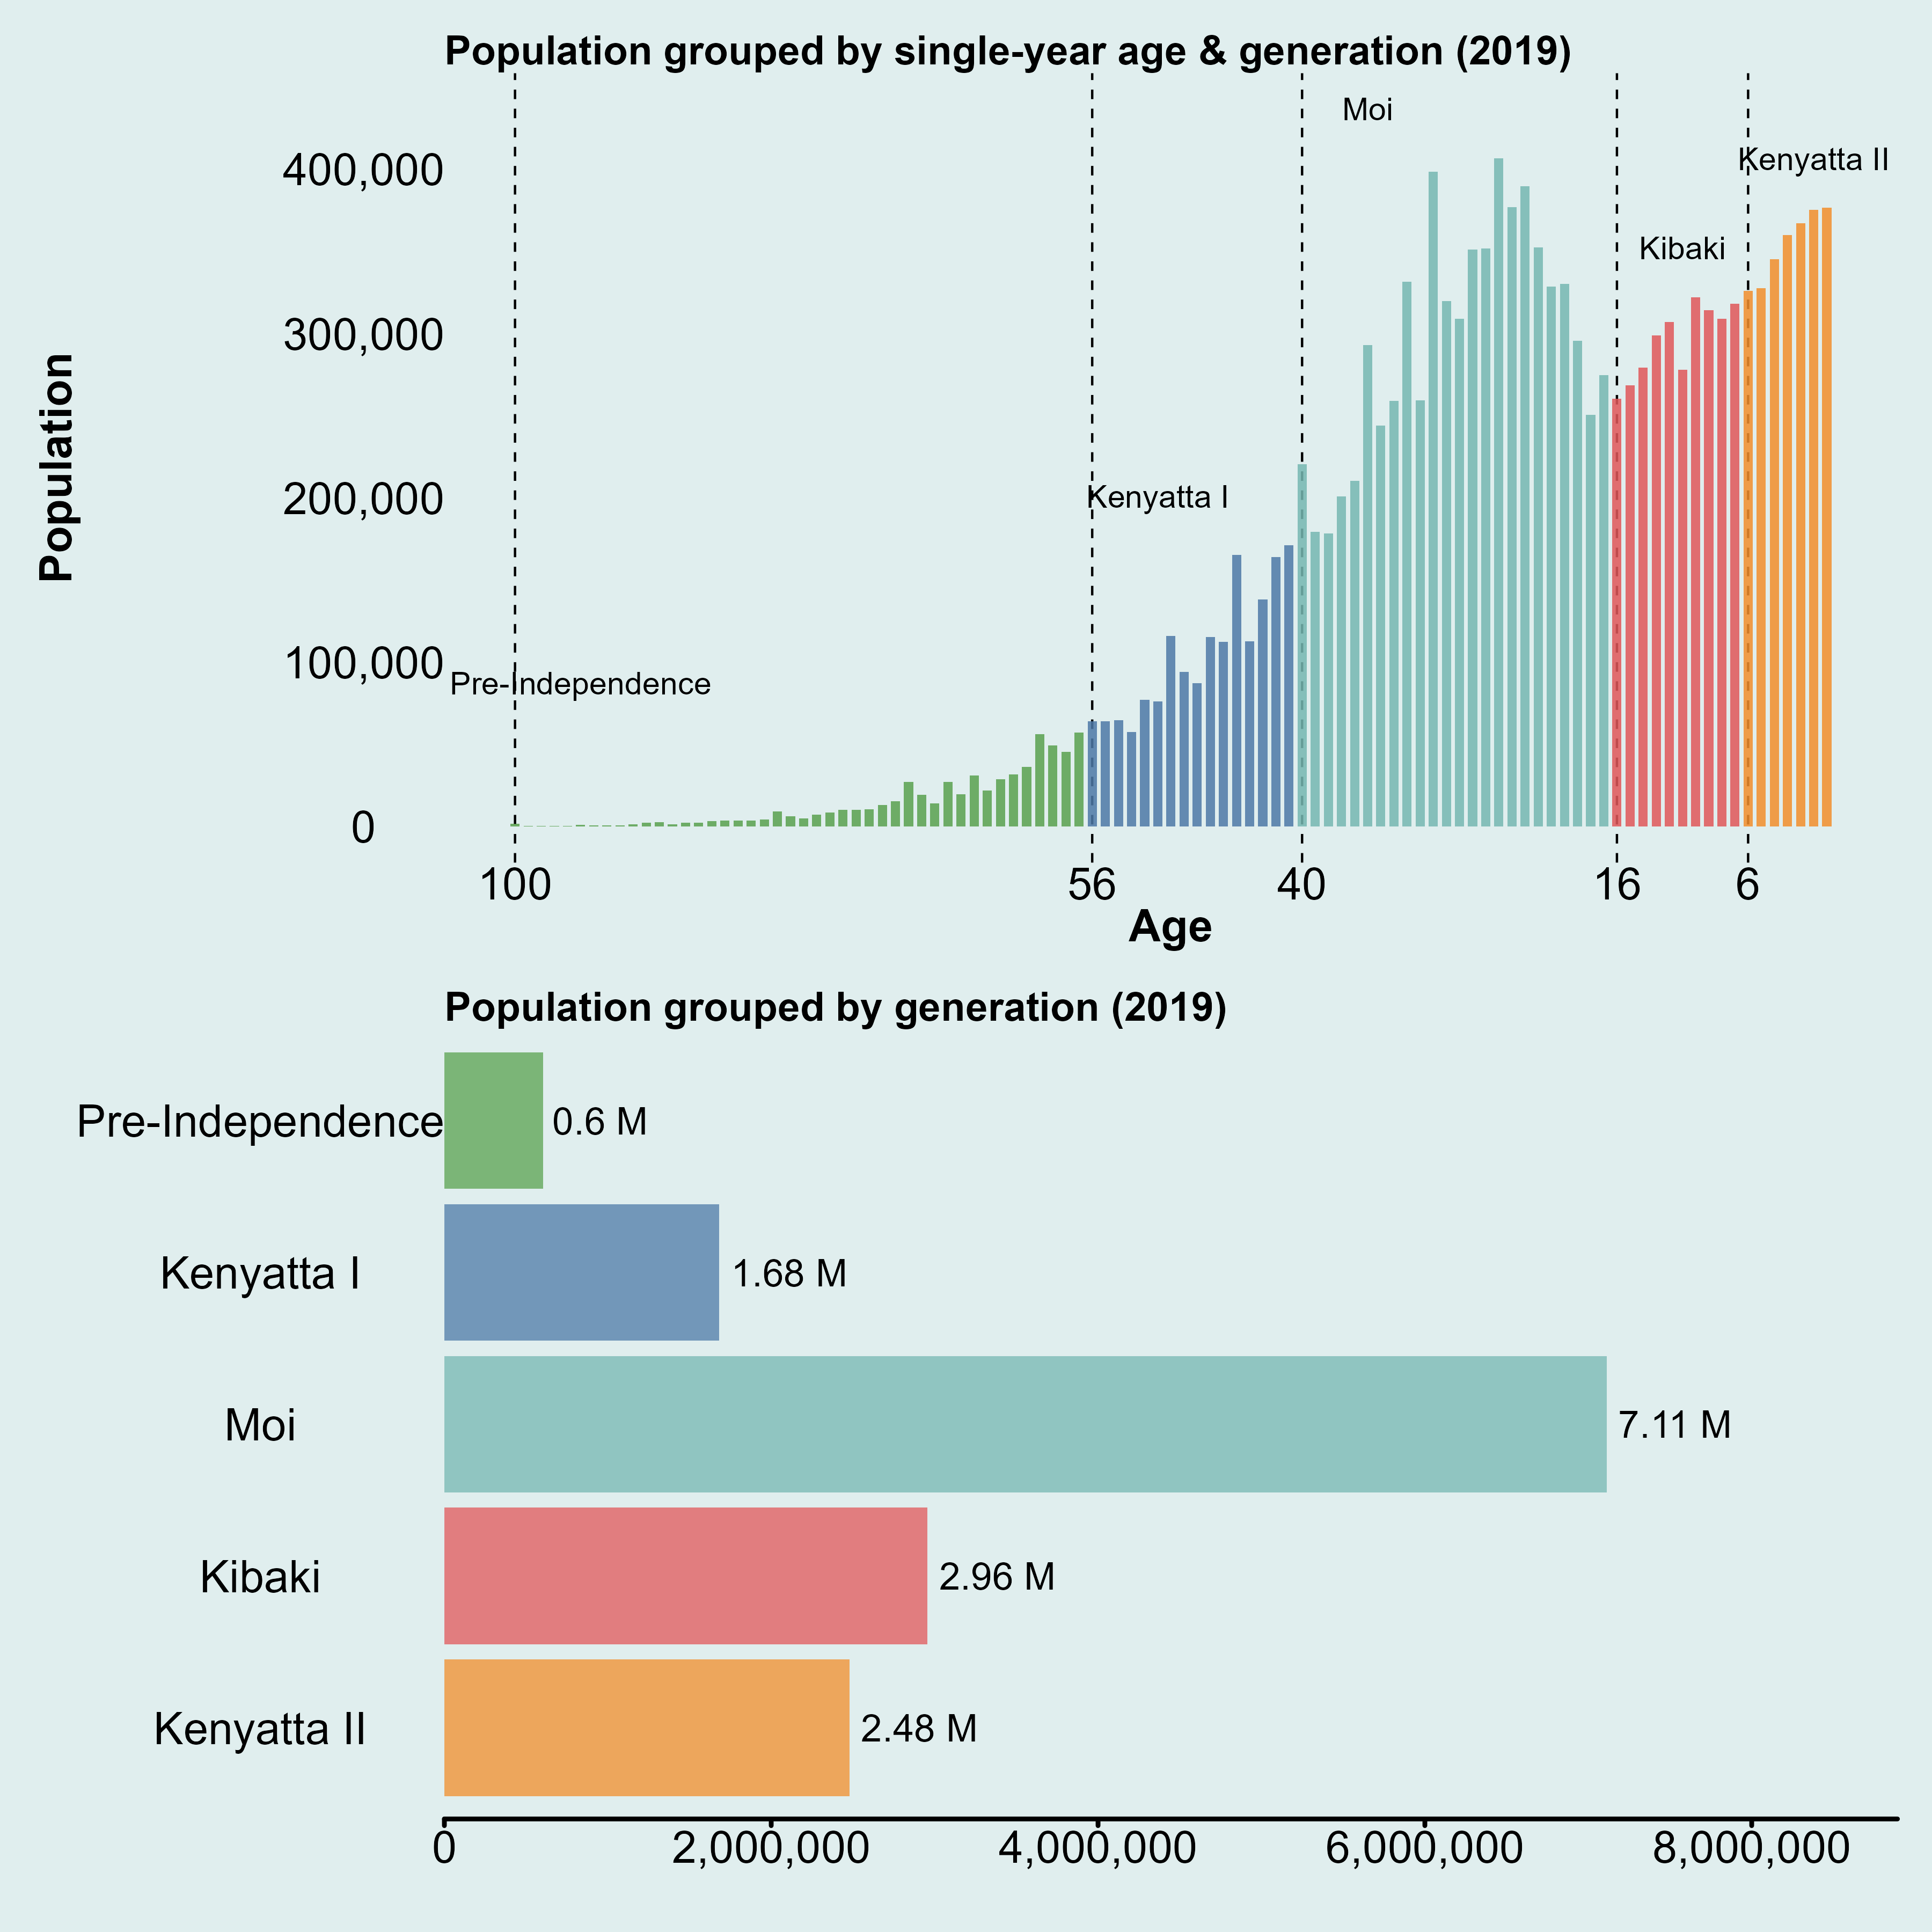 Population grouped by single-year age & generation (2019)
Moi
Kenyatta II
400,000
Kibaki
300,000
Population
Kenyatta I
200,000
100,000
Pre-Independence
0
100 56 40 16 6
Age
Population grouped by generation (2019)
Pre-Independence 0.6 M
Kenyatta I 1.68 M
Moi 7.11 M
Kibaki 2.96 M
Kenyatta II 2.48 M
0 2,000,000 4,000,000 6,000,000 8,000,000